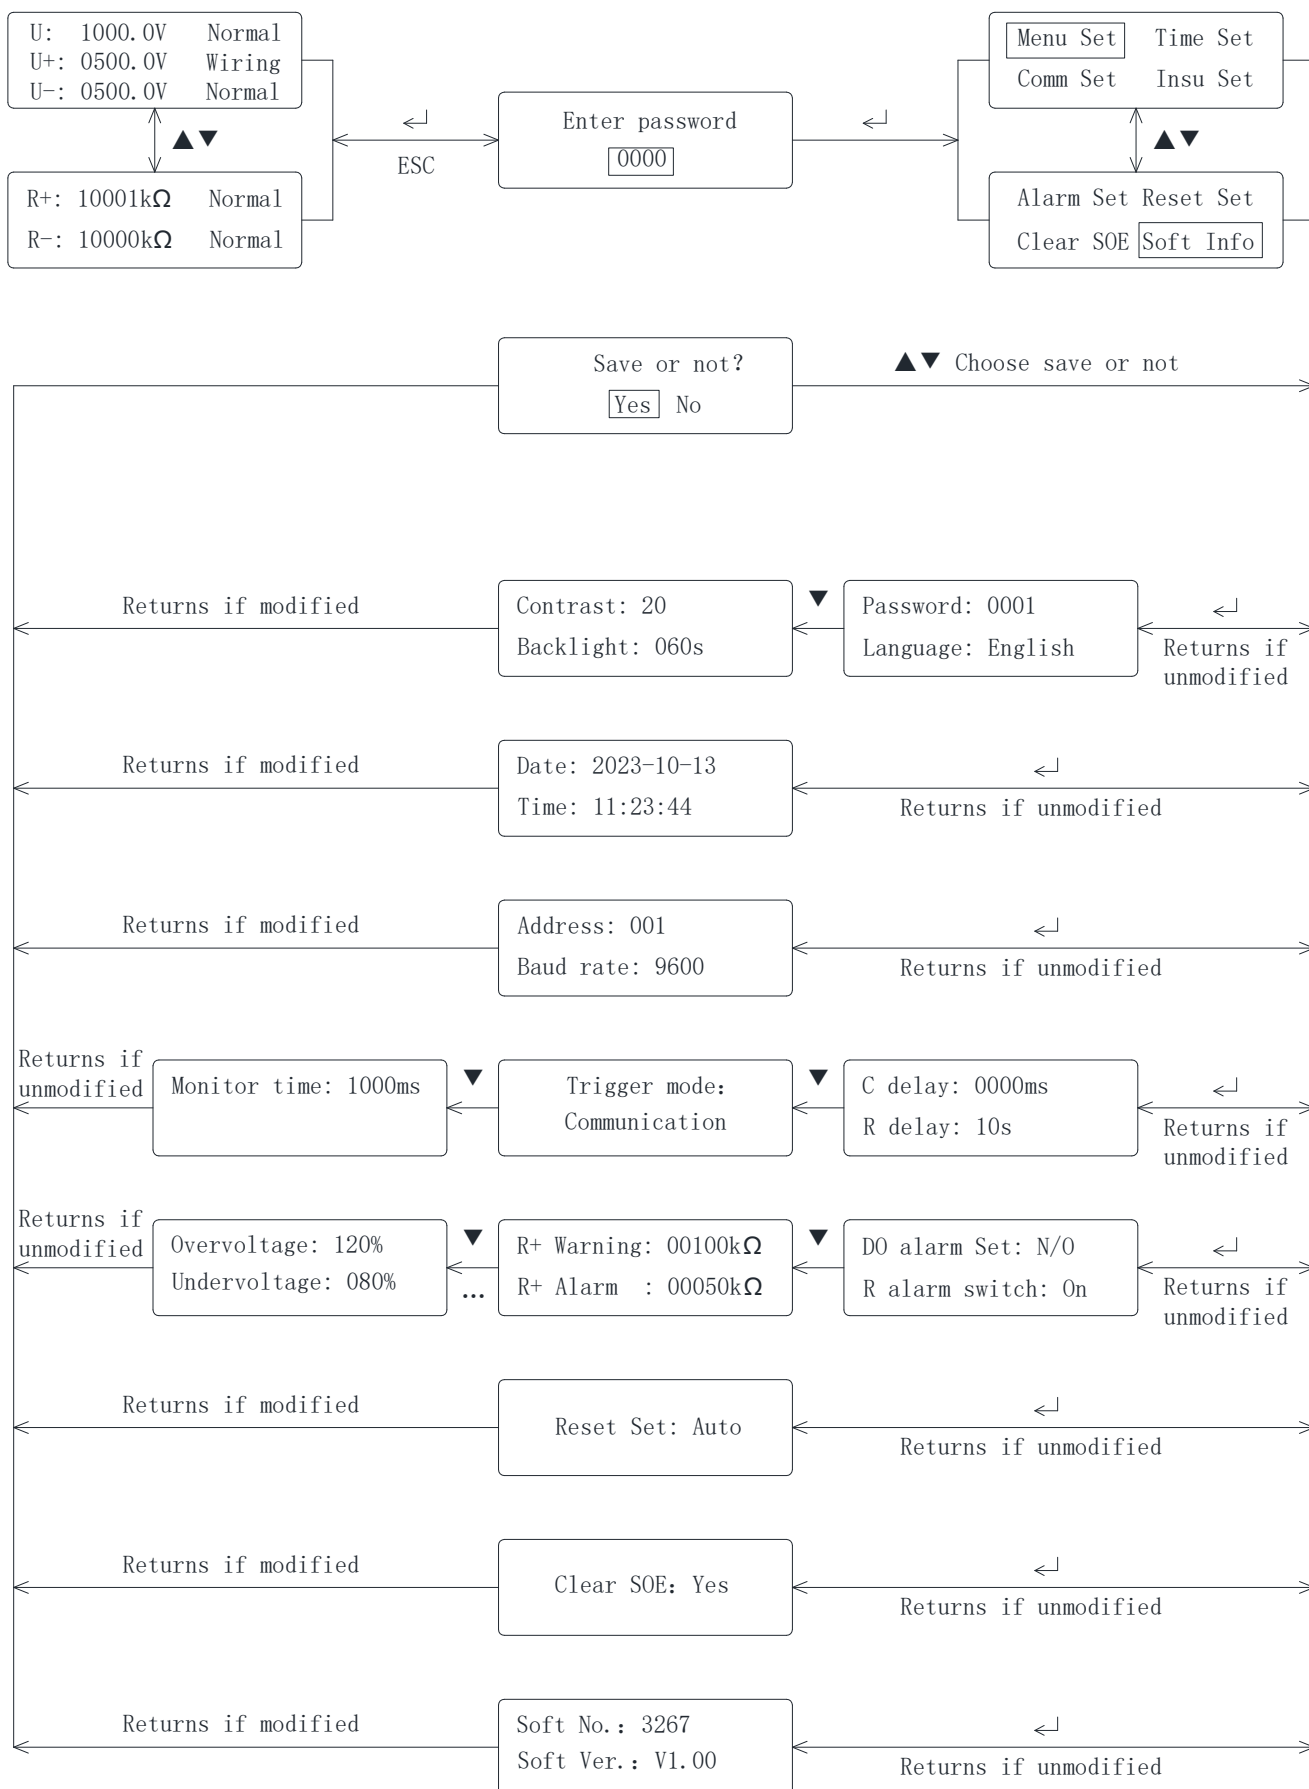 U: 1000.0V Normal
U+: 0500.0V Wiring
U-: 0500.0V Normal
▲▼
R+: 10001kΩ Normal
R-: 10000kΩ Normal
ESC
Enter password
0000
Menu Set Time Set
Comm Set Insu Set
▲▼
Alarm Set Reset Set
Clear SOE Soft Info
Save or not?
Yes No
▲▼ Choose save or not
Returns if modified
Contrast: 20
Backlight: 060s
▼
Password: 0001
Language: English
Returns if
unmodified
Returns if modified
Date: 2023-10-13
Time: 11:23:44
Returns if unmodified
Returns if modified
Address: 001
Baud rate: 9600
Returns if unmodified
Returns if
unmodified
Monitor time: 1000ms
▼
Trigger mode:
Communication
▼
C delay: 0000ms
R delay: 10s
Returns if
unmodified
Returns if
unmodified
Overvoltage: 120%
Undervoltage: 080%
▼
...
R+ Warning: 00100kΩ
R+ Alarm : 00050kΩ
▼
DO alarm Set: N/O
R alarm switch: On
Returns if
unmodified
Returns if modified
Reset Set: Auto
Returns if unmodified
Returns if modified
Clear SOE: Yes
Returns if unmodified
Returns if modified
Soft No.: 3267
Soft Ver.: V1.00
Returns if unmodified